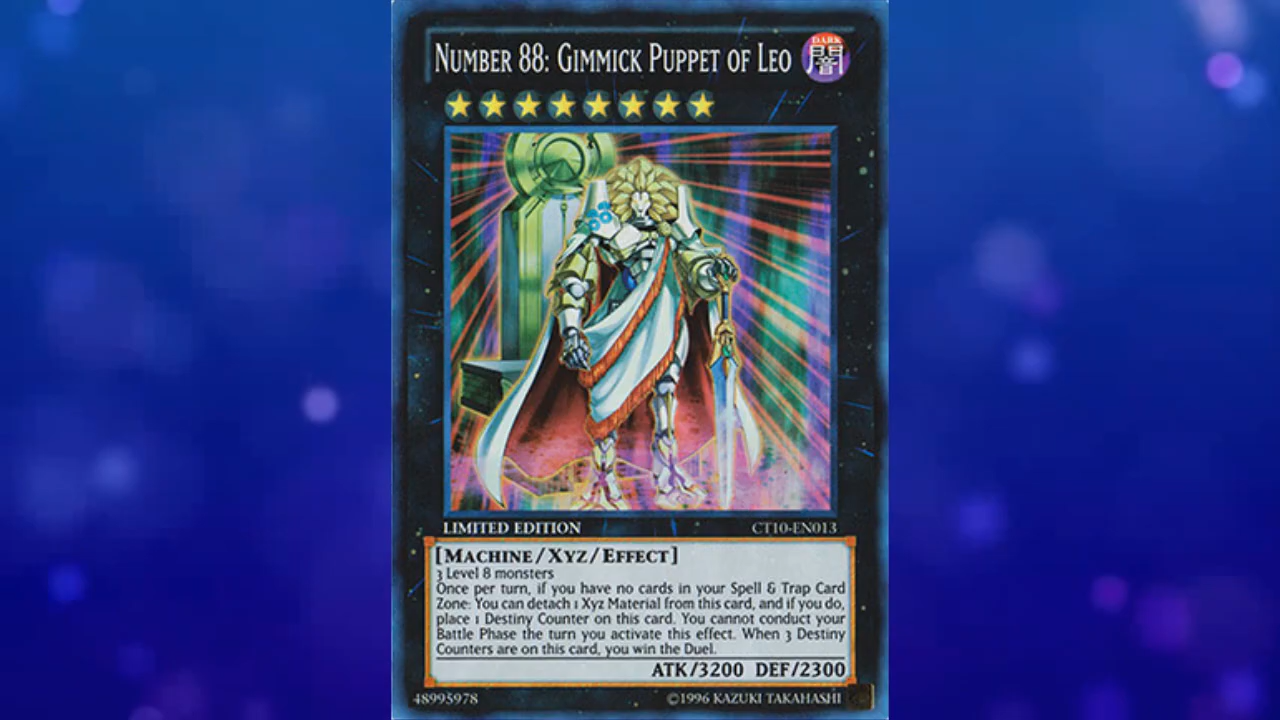 Number 88: Gimmick Puppet of Leo
DARK
闇
LIMITED EDITION
CT10-EN013
[Machine/Xyz/Effect]
3 Level 8 monsters
Once per turn, if you have no cards in your Spell & Trap Card
Zone: You can detach 1 Xyz Material from this card, and if you do,
place 1 Destiny Counter on this card. You cannot conduct your
Battle Phase the turn you activate this effect. When 3 Destiny
Counters are on this card, you win the Duel.
ATK/3200 DEF/2300
48995978
©1996 KAZUKI TAKAHASHI